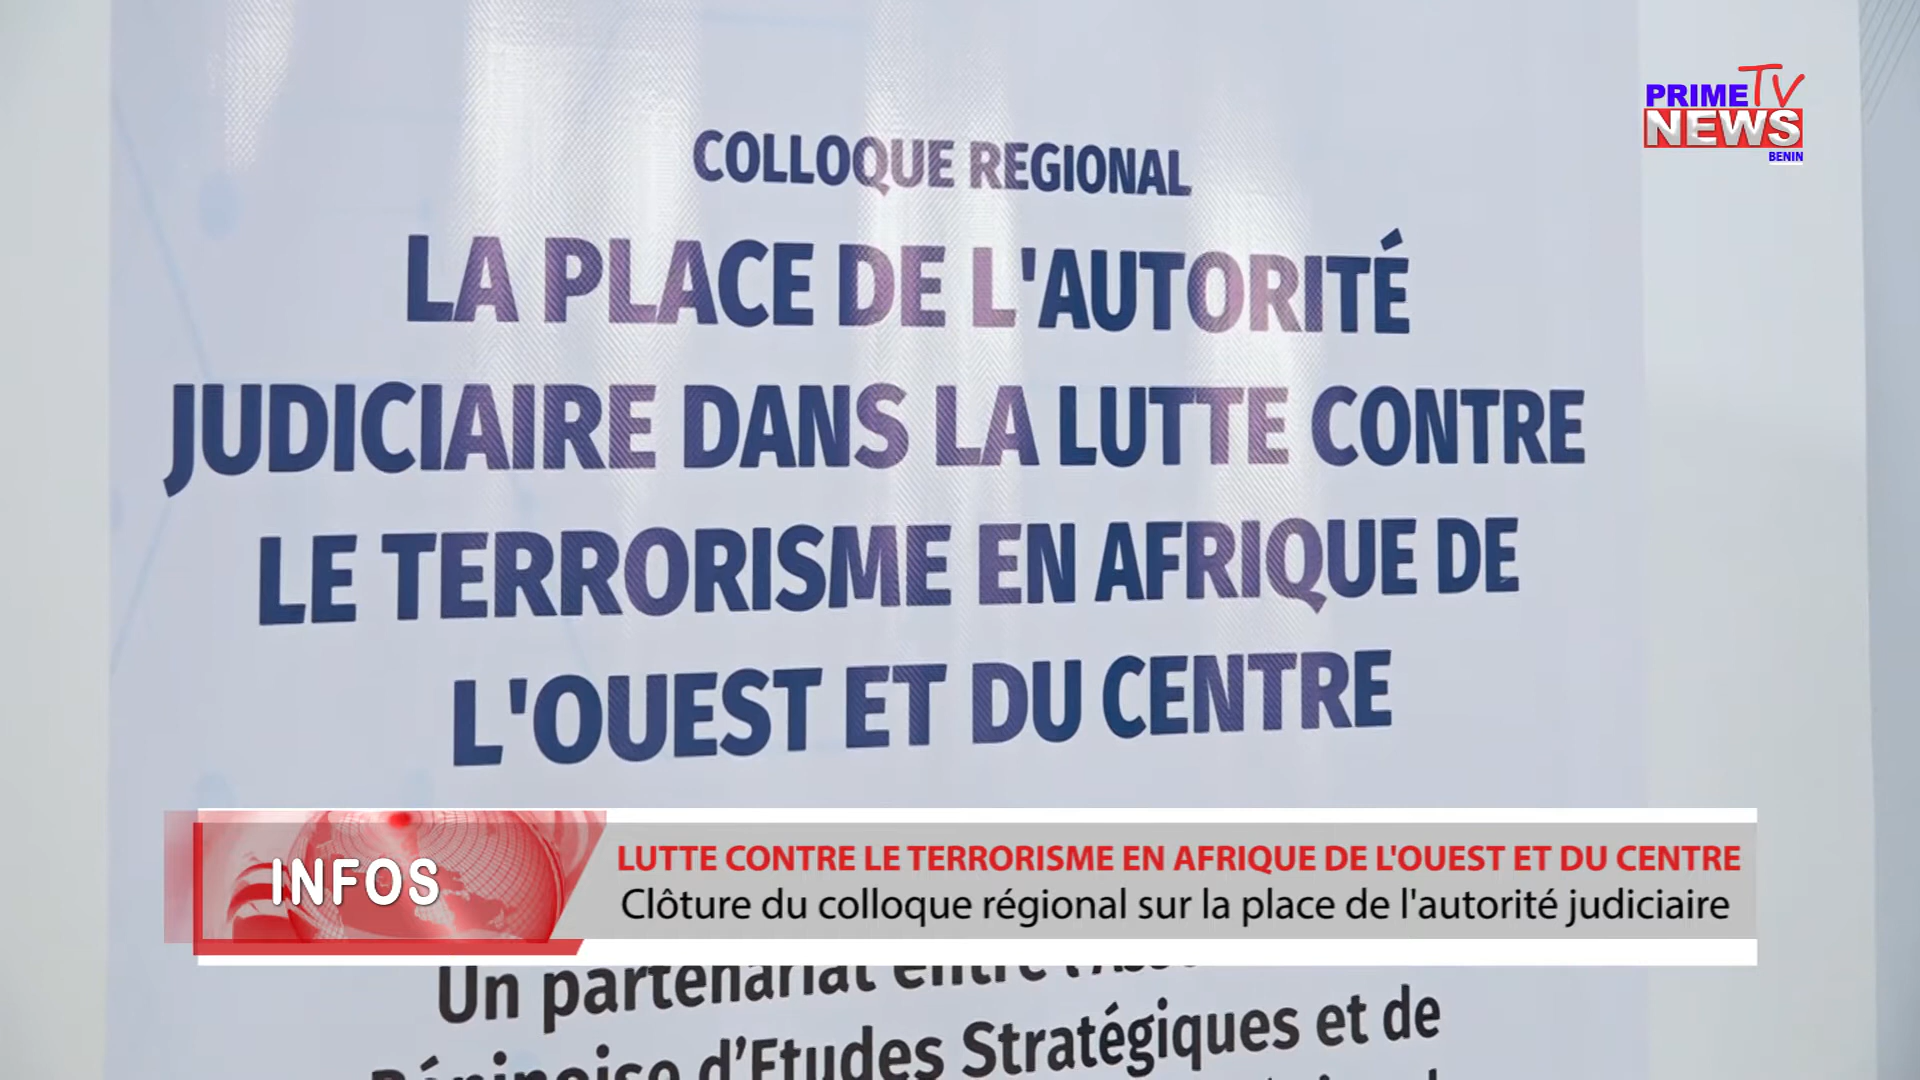 PRIME TV
NEWS
BENIN
COLLOQUE REGIONAL
LA PLACE DE L'AUTORITÉ
JUDICIAIRE DANS LA LUTTE CONTRE
LE TERRORISME EN AFRIQUE DE
L'OUEST ET DU CENTRE
INFOS
LUTTE CONTRE LE TERRORISME EN AFRIQUE DE L'OUEST ET DU CENTRE
Clôture du colloque régional sur la place de l'autorité judiciaire
Un partenariat entre
d'Etudes Stratégiques et de